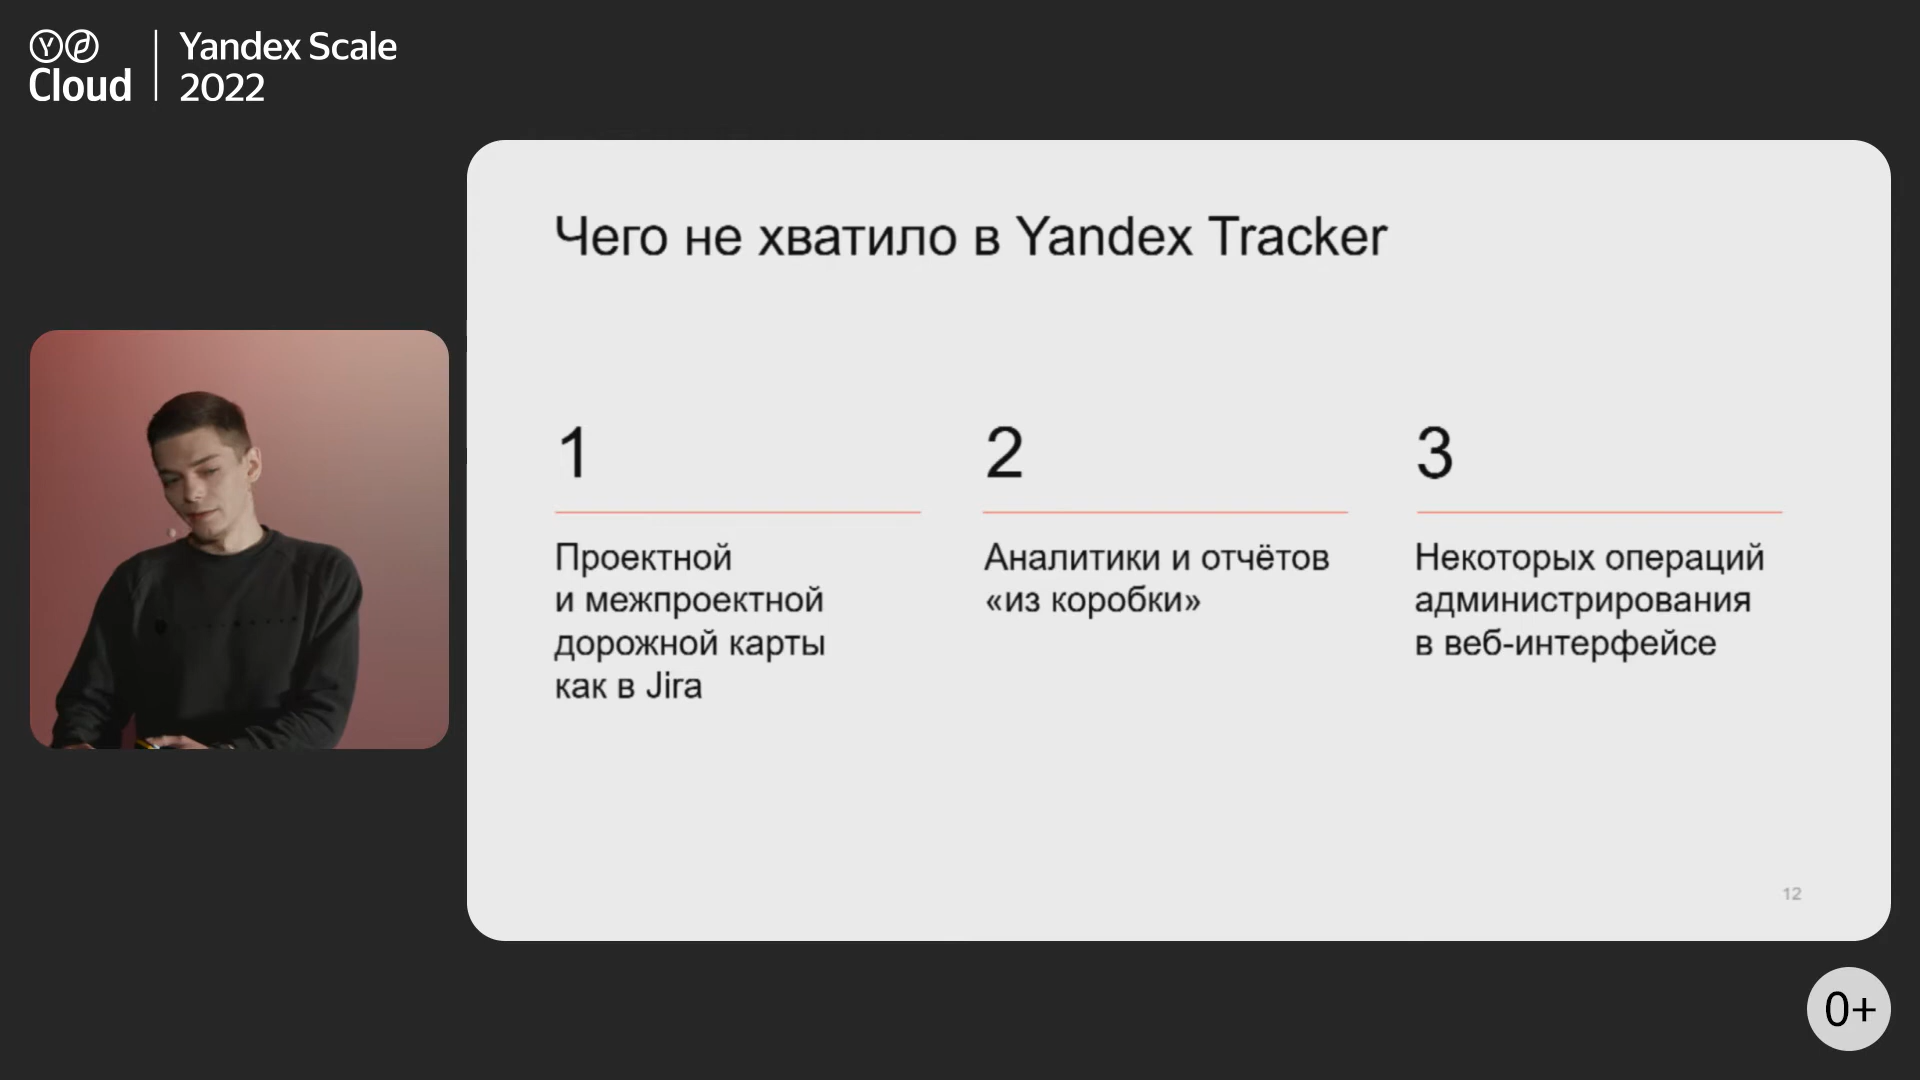 Cloud
Yandex Scale
2022
Чего не хватило в Yandex Tracker
1
Проектной
и межпроектной
дорожной карты
как в Jira
2
Аналитики и отчётов
«из коробки»
3
Некоторых операций
администрирования
в веб-интерфейсе
12
0+